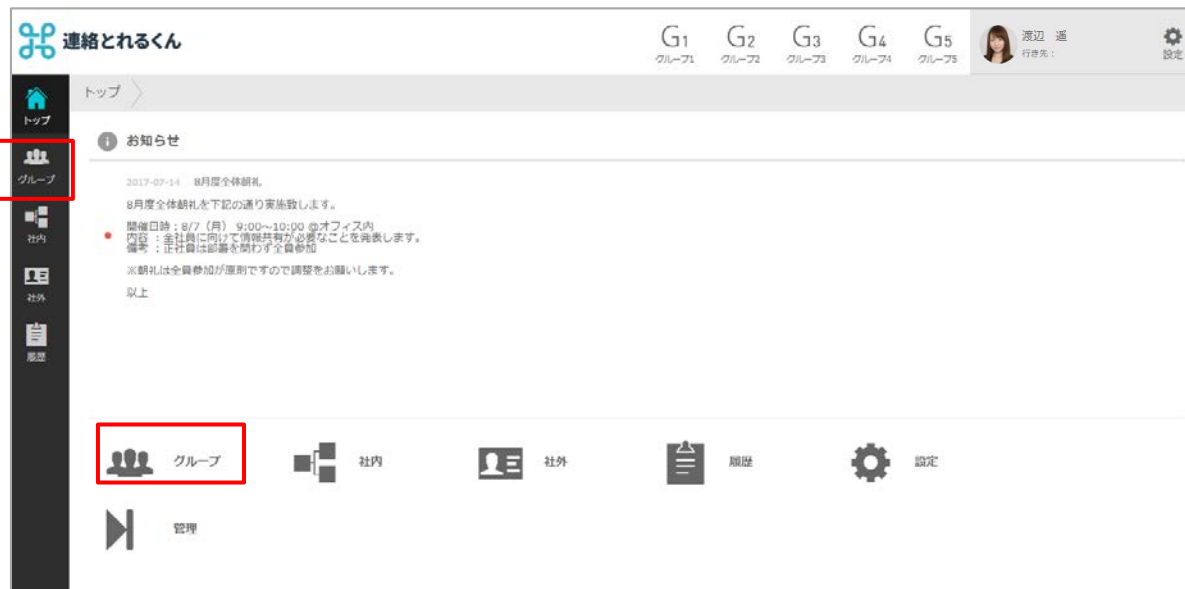 連絡とれるくん
G1 G2 G3 G4 G5
グループ1 グループ2 グループ3 グループ4 グループ5
渡辺 遥
行き先：
設定
トップ
トップ
グループ
社内
社外
履歴
お知らせ
2017-07-14 8月度全体朝礼
8月度全体朝礼を下記の通り実施致します。
開催日時：8/7（月） 9:00～10:00 @オフィス内
内容 ：全社員に向けて情報共有が必要なことを発表します。
備考 ：正社員は部署を問わず全員参加
※朝礼は全員参加が原則ですので調整をお願いします。
以上
グループ 社内 社外 履歴 設定
管理